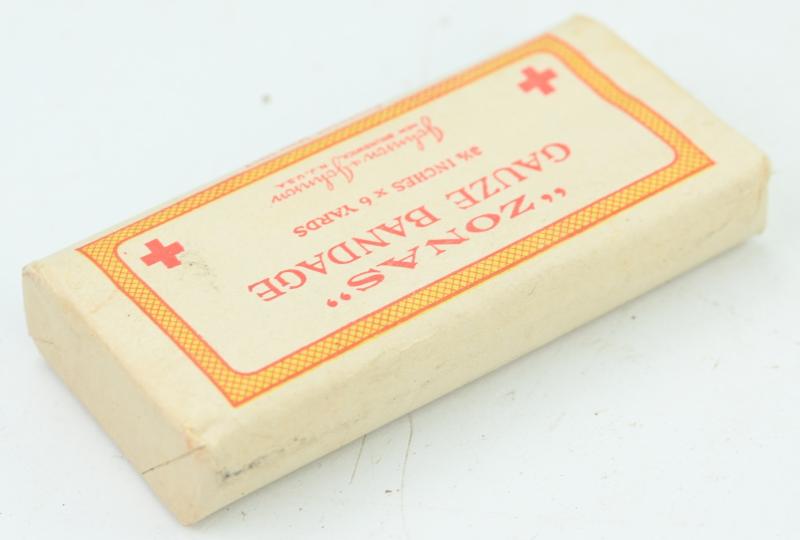 "ZONAS"
GAUZE BANDAGE
3½ INCHES x 6 YARDS
Johnson & Johnson
NEW BRUNSWICK, N.J., U.S.A.